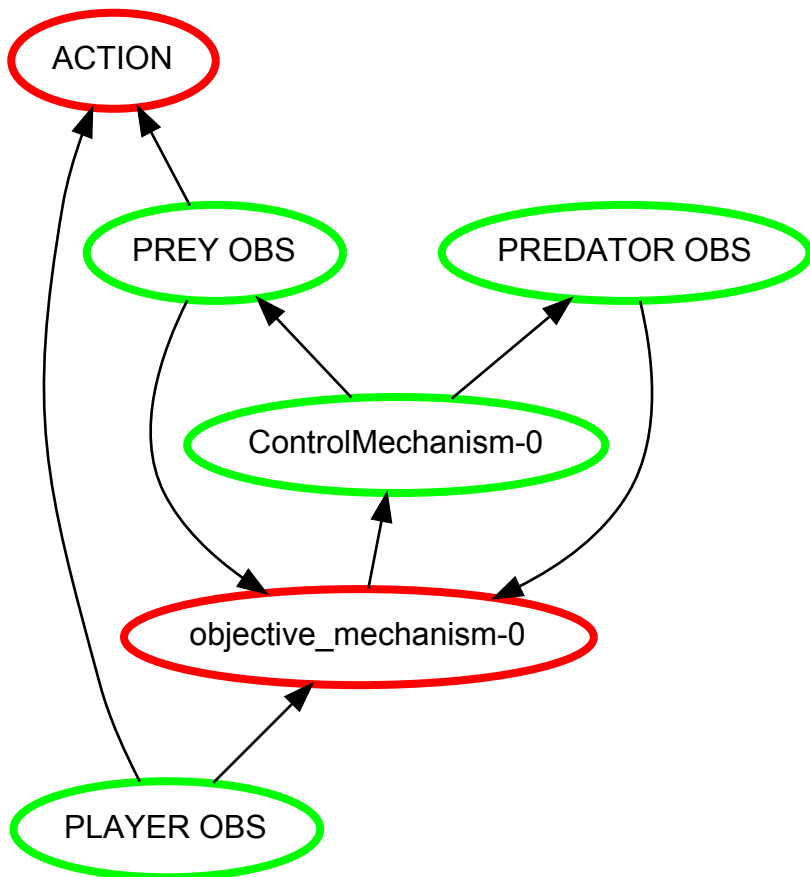 ACTION
PREY OBS
PREDATOR OBS
ControlMechanism-0
objective_mechanism-0
PLAYER OBS